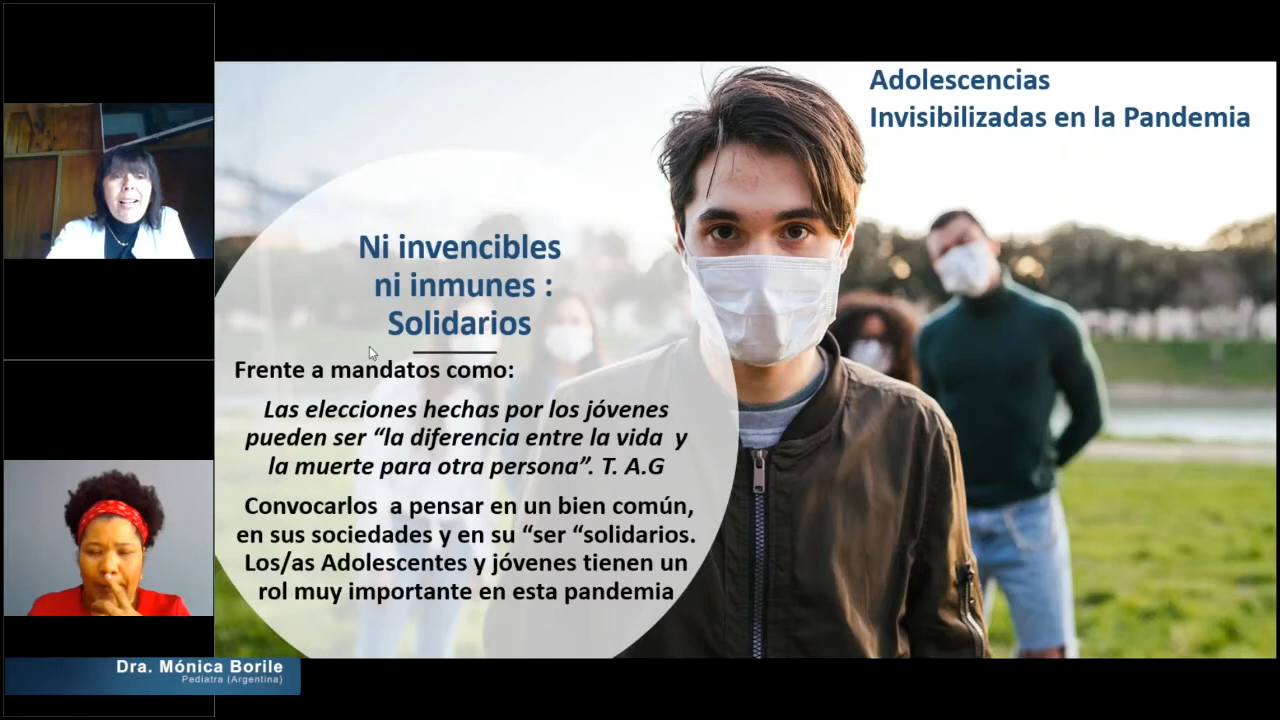 Adolescencias
Invisibilizadas en la Pandemia
Ni invencibles
ni inmunes :
Solidarios
Frente a mandatos como:
Las elecciones hechas por los jóvenes
pueden ser “la diferencia entre la vida y
la muerte para otra persona”. T. A.G
Convocarlos a pensar en un bien común,
en sus sociedades y en su “ser “solidarios.
Los/as Adolescentes y jóvenes tienen un
rol muy importante en esta pandemia
Dra. Mónica Borile
Pediatra (Argentina)